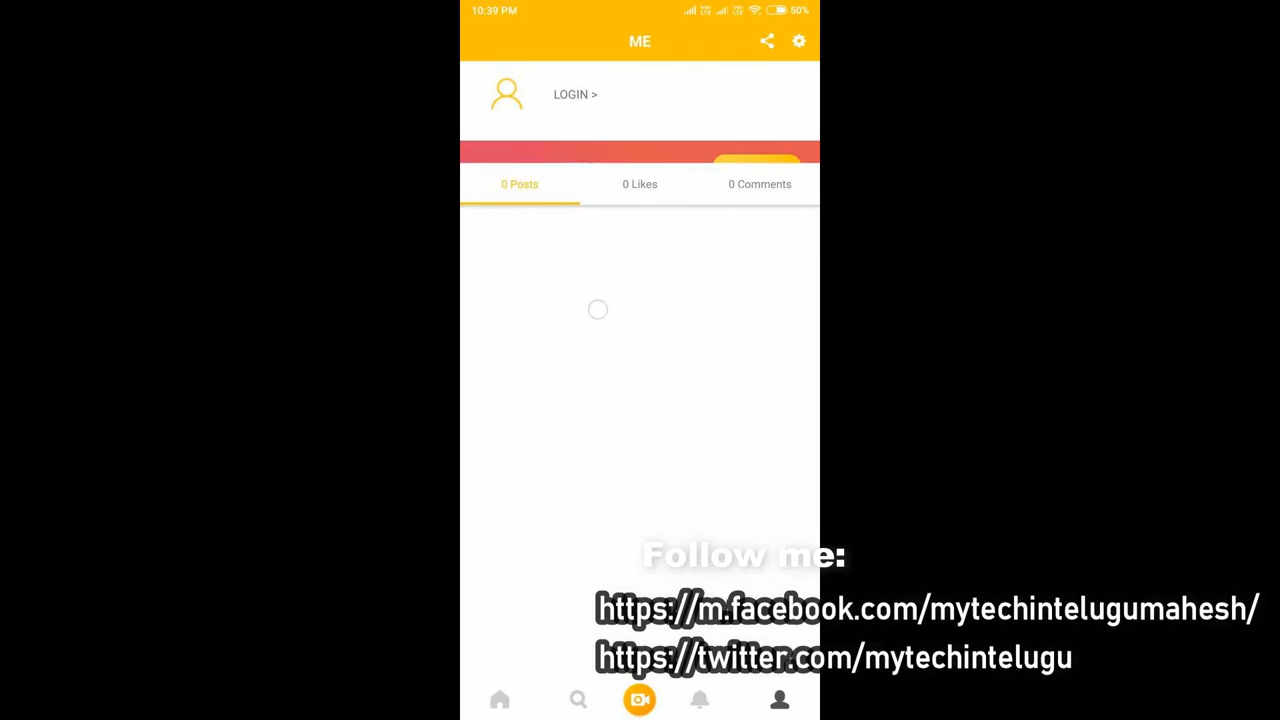 10:39 PM
50%
ME
LOGIN >
0 Posts
0 Likes
0 Comments
Follow me:
https://m.facebook.com/mytechintelugumahesh/
https://twitter.com/mytechintelugu